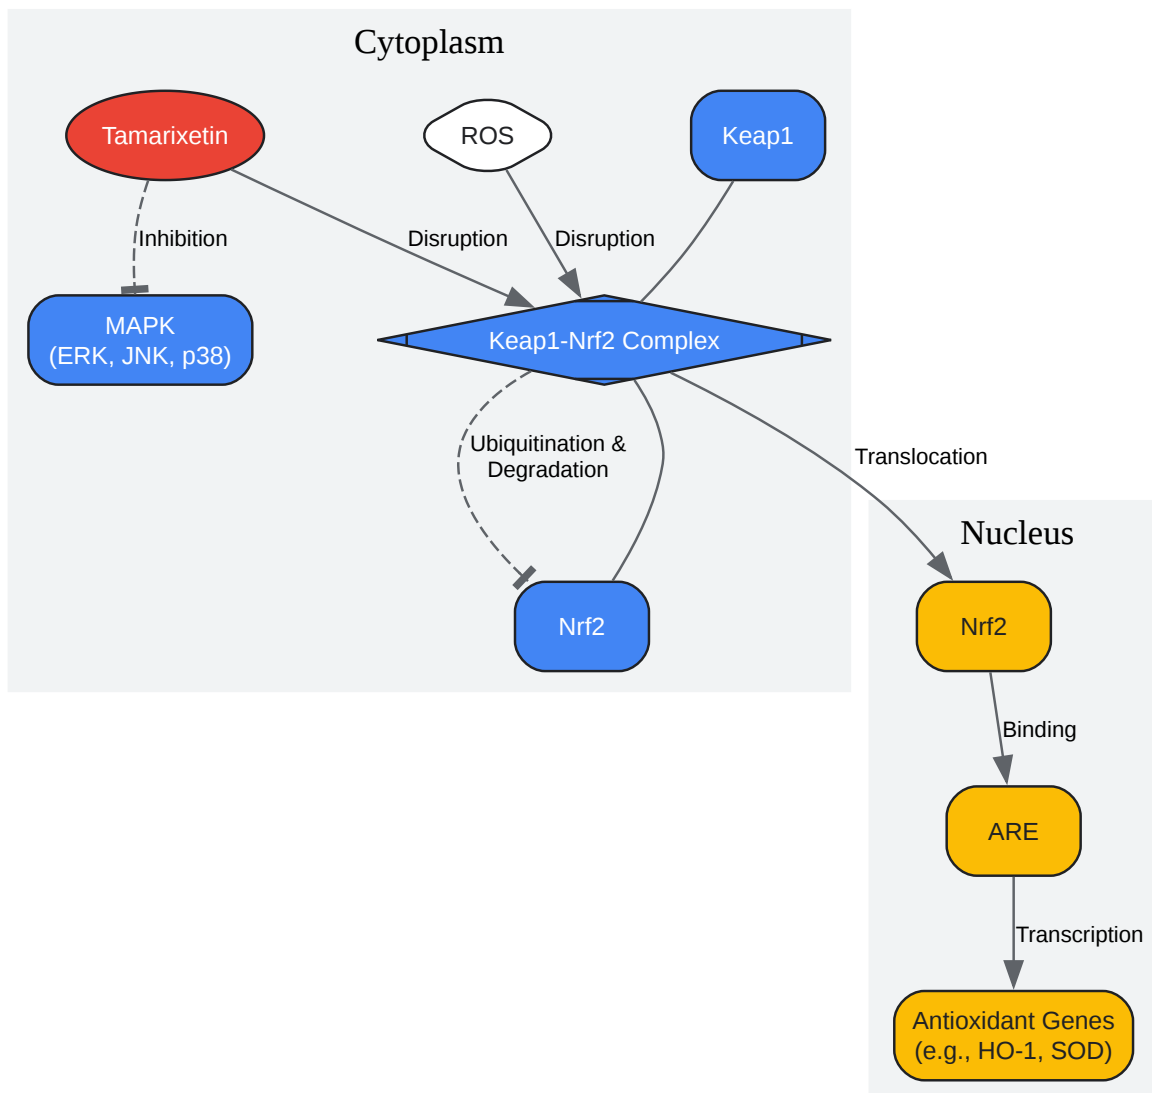 Cytoplasm
Tamarixetin
ROS
Keap1
Inhibition
Disruption
Disruption
MAPK
(ERK, JNK, p38)
Keap1-Nrf2 Complex
Ubiquitination &
Degradation
Translocation
Nucleus
Nrf2
Nrf2
Binding
ARE
Transcription
Antioxidant Genes
(e.g., HO-1, SOD)